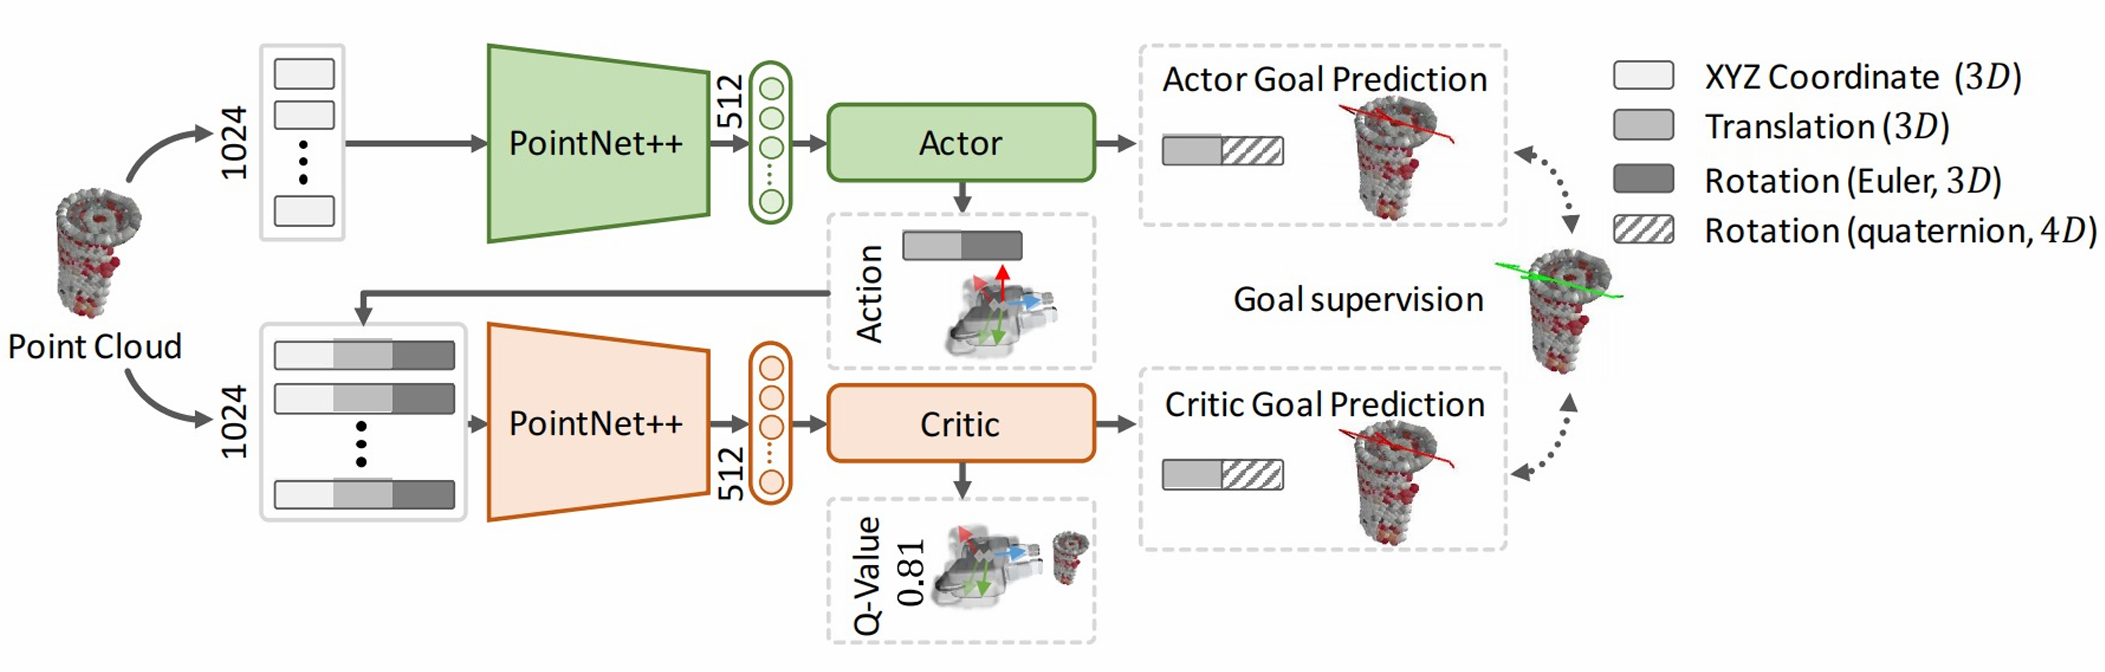 Point Cloud
1024
PointNet++
512
Actor
Actor Goal Prediction
Action
1024
PointNet++
512
Critic
Critic Goal Prediction
Q-Value
0.81
Goal supervision
XYZ Coordinate (3D)
Translation (3D)
Rotation (Euler, 3D)
Rotation (quaternion, 4D)